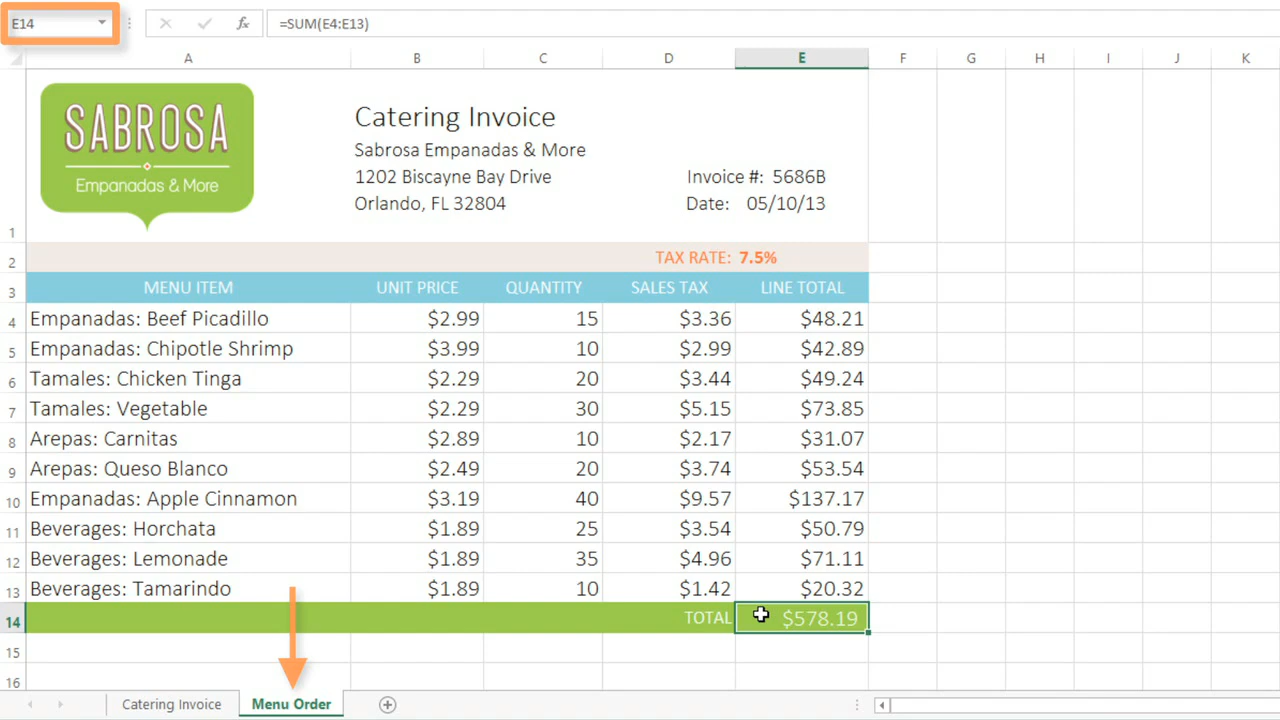 E14 =SUM(E4:E13)
A B C D E F G H I J K
SABROSA
Empanadas & More
Catering Invoice
Sabrosa Empanadas & More
1202 Biscayne Bay Drive Invoice #: 5686B
Orlando, FL 32804 Date: 05/10/13
1
2 TAX RATE: 7.5%
3 MENU ITEM UNIT PRICE QUANTITY SALES TAX LINE TOTAL
4 Empanadas: Beef Picadillo $2.99 15 $3.36 $48.21
5 Empanadas: Chipotle Shrimp $3.99 10 $2.99 $42.89
6 Tamales: Chicken Tinga $2.29 20 $3.44 $49.24
7 Tamales: Vegetable $2.29 30 $5.15 $73.85
8 Arepas: Carnitas $2.89 10 $2.17 $31.07
9 Arepas: Queso Blanco $2.49 20 $3.74 $53.54
10 Empanadas: Apple Cinnamon $3.19 40 $9.57 $137.17
11 Beverages: Horchata $1.89 25 $3.54 $50.79
12 Beverages: Lemonade $1.89 35 $4.96 $71.11
13 Beverages: Tamarindo $1.89 10 $1.42 $20.32
14 TOTAL $578.19
15
16
Catering Invoice Menu Order